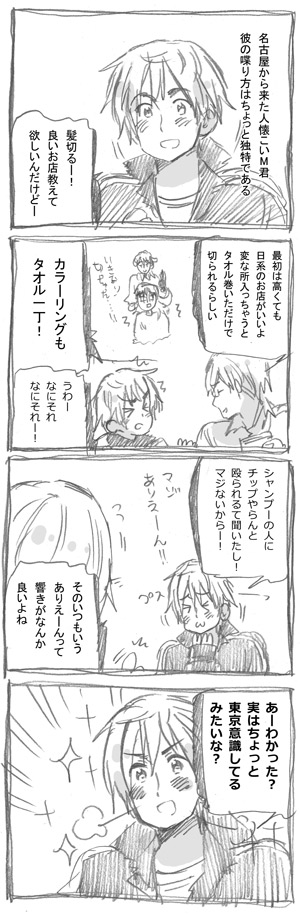 名古屋から来た人懐こいM君
彼の喋り方はちょっと独特である
髪切るー！
良いお店教えて
欲しいんだけどー
最初は高くても
日系のお店がいいよ
変な所入っちゃうと
タオル巻いただけで
切られるらしい
カラーリングも
タオル一丁！
うわー
なにそれ
なにそれー！
シャンプーの人に
チップやらんと
殴られるて聞いたし！
マジないからー！
マジ
ありえーん!!
プス
そのいつもいう
ありえーんって
響きがなんか
良いよね
あーわかった？
実はちょっと
東京意識してる
みたいな？